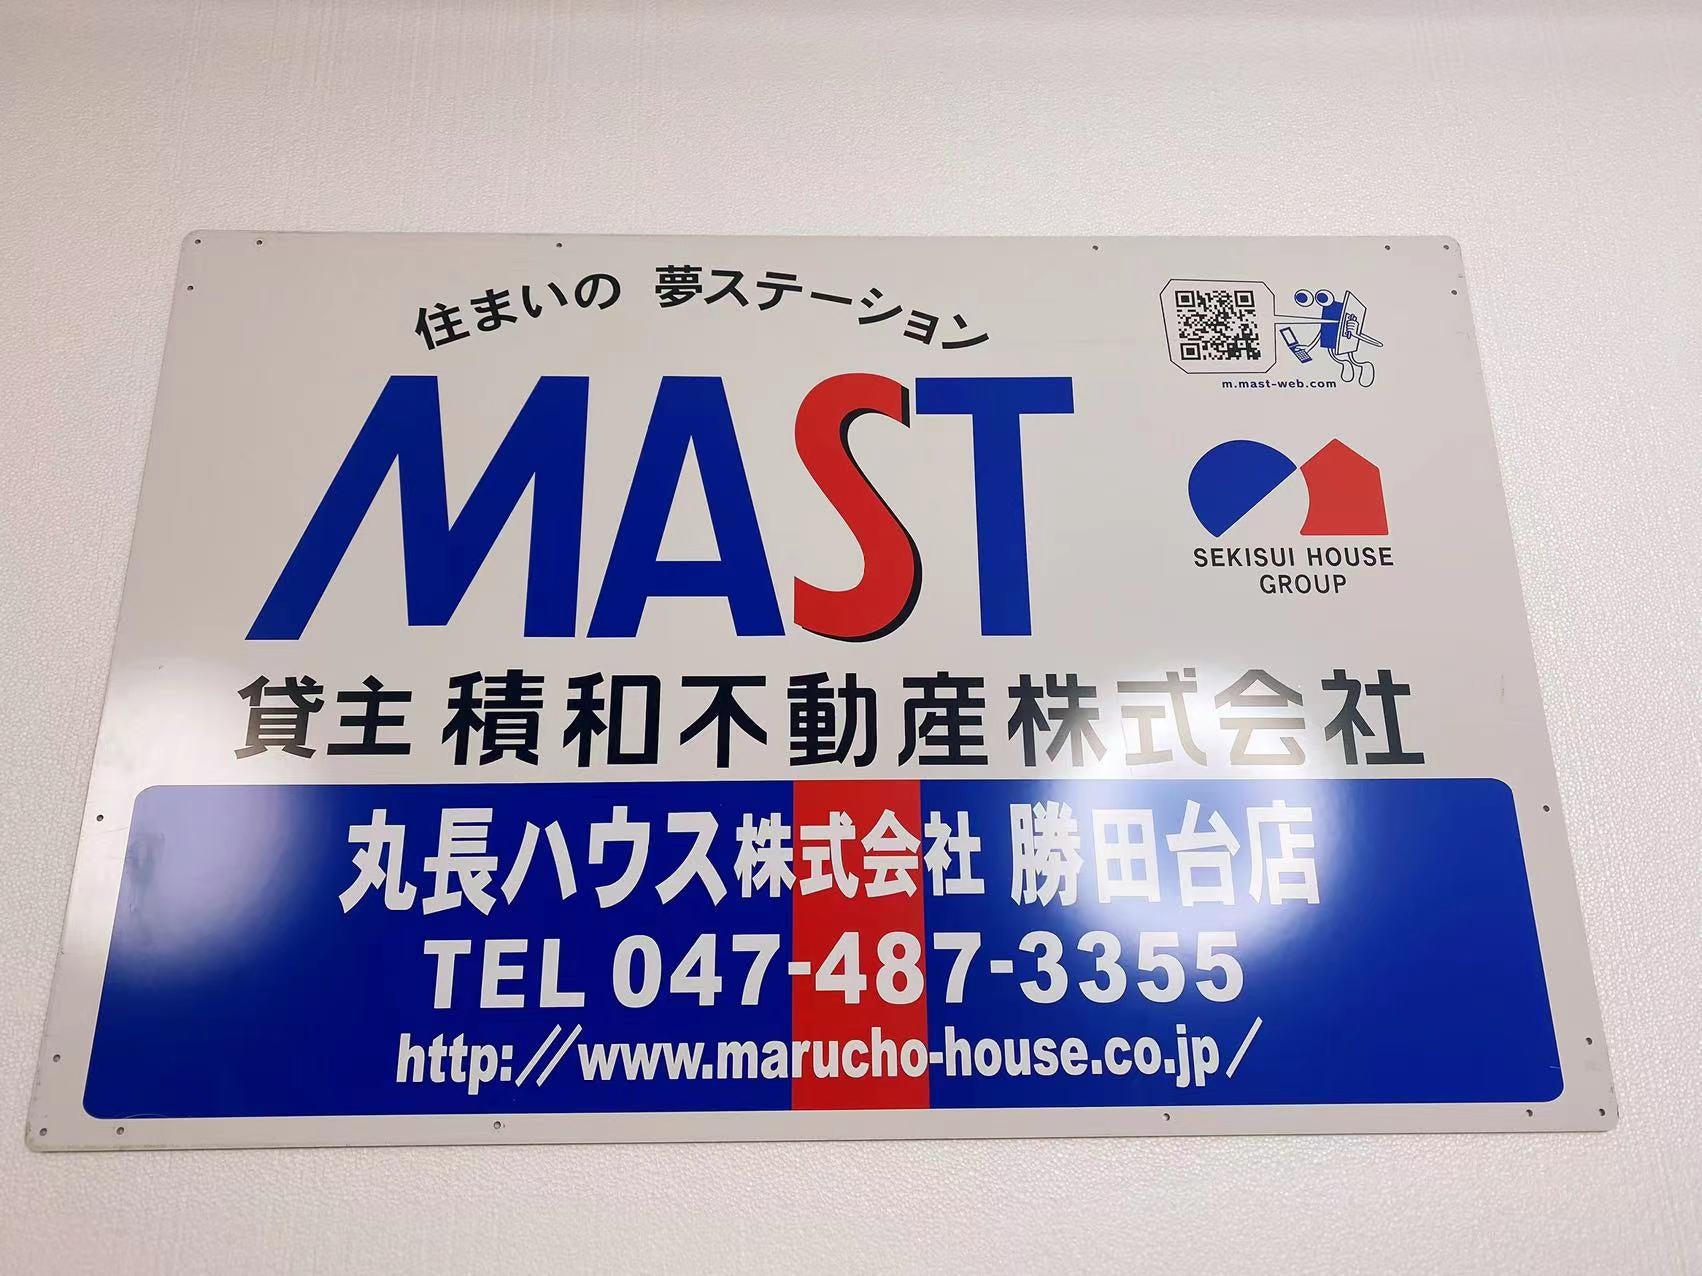 住まいの 夢ステーション
m.mast-web.com
MAST
SEKISUI HOUSE
GROUP
貸主 積和不動産株式会社
丸長ハウス株式会社 勝田台店
TEL 047-487-3355
http://www.marucho-house.co.jp/